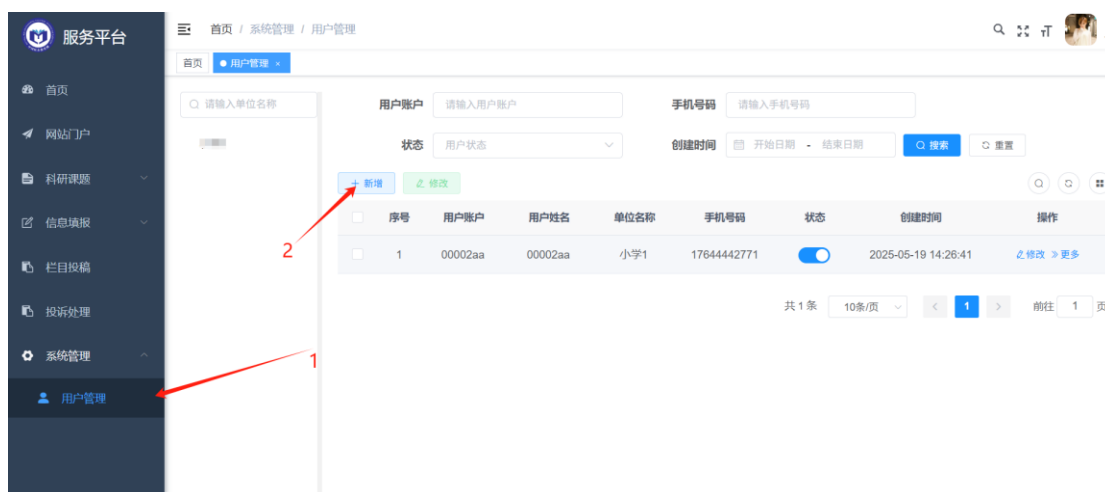 服务平台
首页 / 系统管理 / 用户管理
首页 用户管理 ×
首页
网站门户
科研课题
信息填报
栏目投稿
投诉处理
系统管理
用户管理
请输入单位名称
用户账户 请输入用户账户 手机号码 请输入手机号码
状态 用户状态 创建时间 开始日期 - 结束日期 搜索 重置
+ 新增 修改
序号 用户账户 用户姓名 单位名称 手机号码 状态 创建时间 操作
1 00002aa 00002aa 小学1 17644442771 2025-05-19 14:26:41 修改 更多
共 1 条 10条/页 < 1 > 前往 1 页
2
1